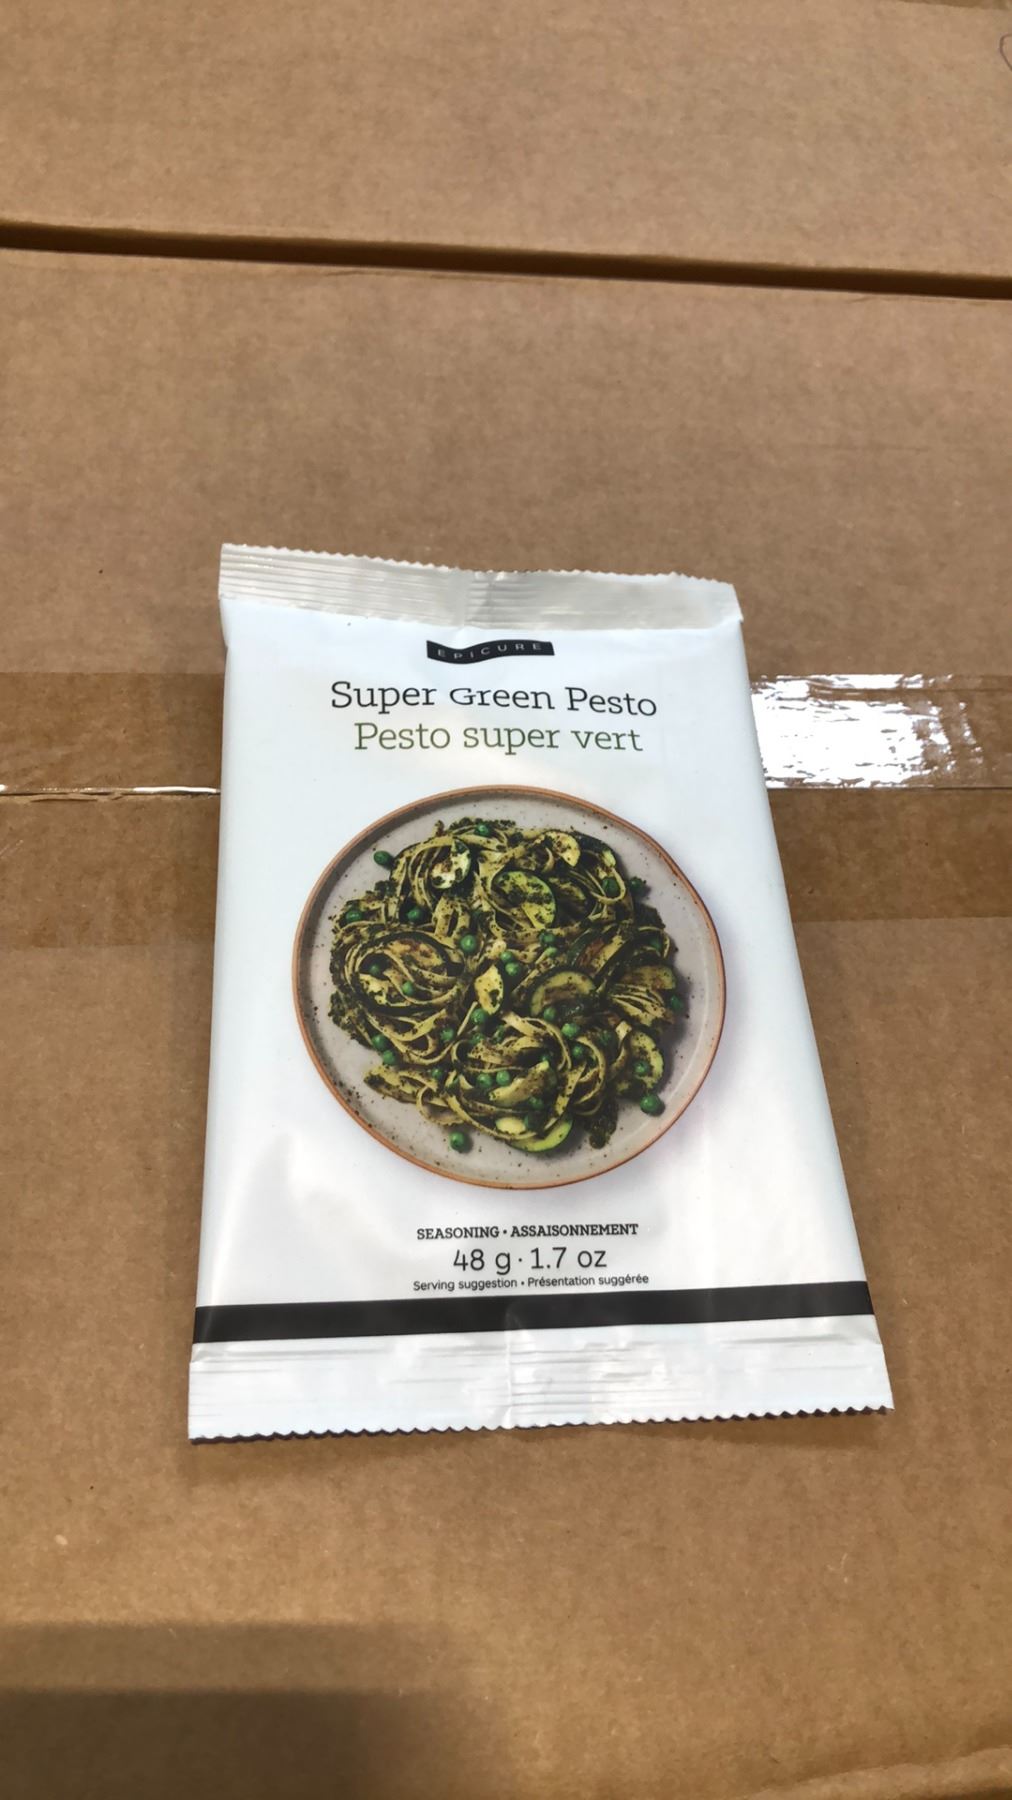 EPICURE
Super Green Pesto
Pesto super vert
SEASONING • ASSAISONNEMENT
48 g · 1.7 oz
Serving suggestion • Présentation suggérée